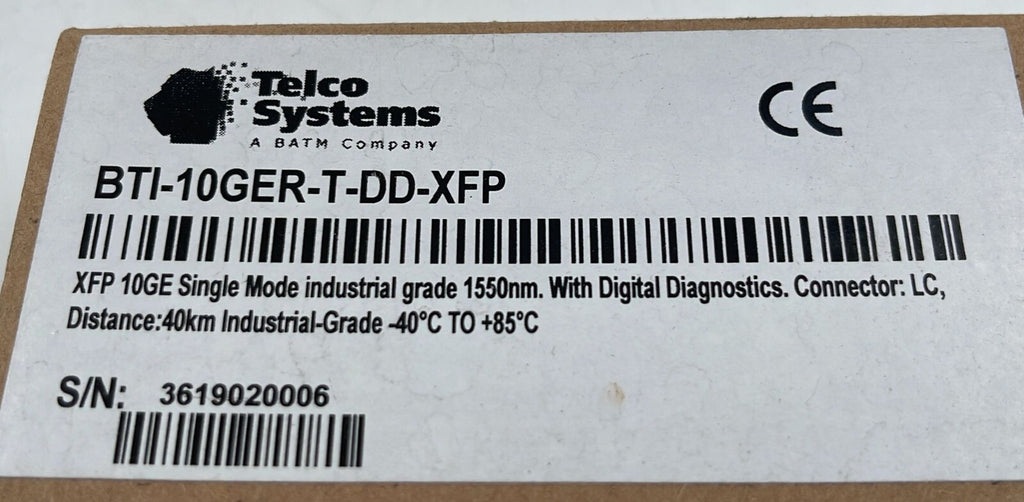 Telco
Systems
A BATM Company
CE
BTI-10GER-T-DD-XFP
XFP 10GE Single Mode industrial grade 1550nm. With Digital Diagnostics. Connector: LC,
Distance:40km Industrial-Grade -40°C TO +85°C
S/N: 3619020006